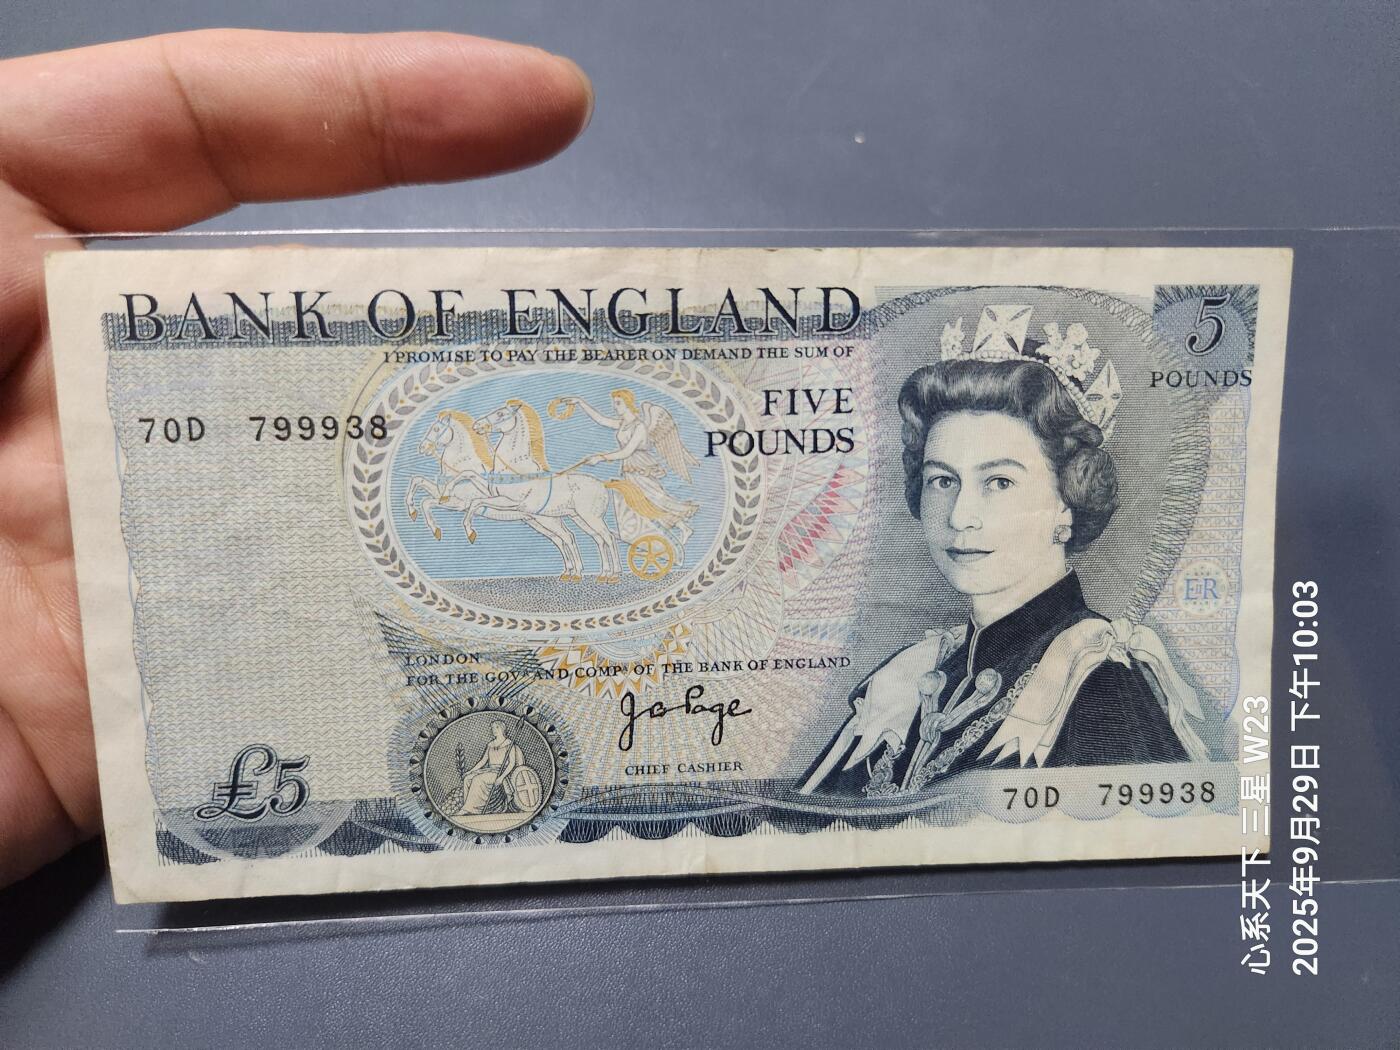 BANK OF ENGLAND
I PROMISE TO PAY THE BEARER ON DEMAND THE SUM OF
FIVE
POUNDS
5
POUNDS
70D 799938
ER
LONDON
FOR THE GOVR AND COMPA OF THE BANK OF ENGLAND
J B Page
CHIEF CASHIER
£5
70D 799938
心系天下三星 W23
2025年9月29日 下午10:03